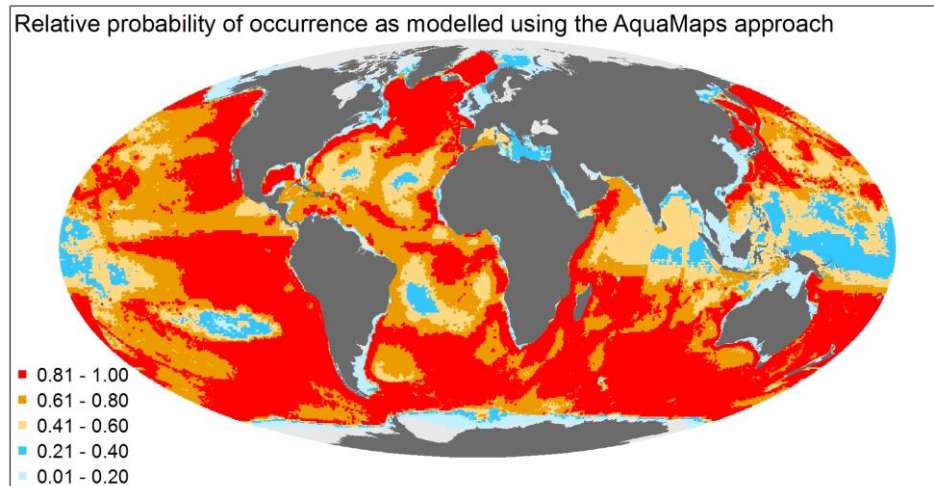 Relative probability of occurrence as modelled using the AquaMaps approach
0.81 - 1.00
0.61 - 0.80
0.41 - 0.60
0.21 - 0.40
0.01 - 0.20